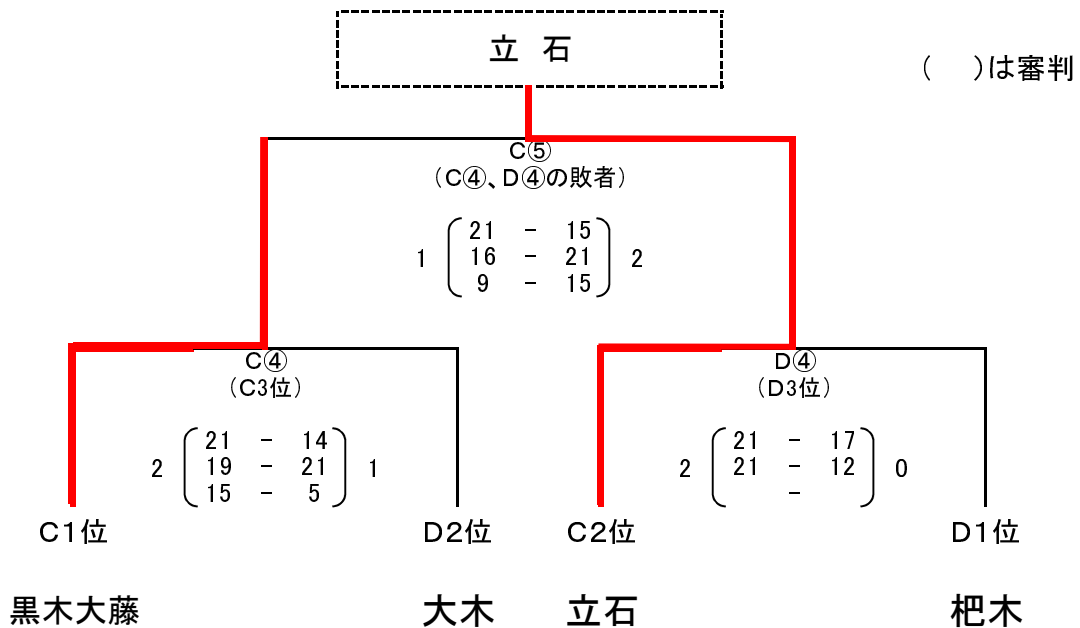 立 石
(　)は審判
C⑤
(C④、D④の敗者)
21 - 15
1 16 - 21 2
9 - 15
C④ D④
(C3位) (D3位)
21 - 14 21 - 17
2 19 - 21 1 2 21 - 12 0
15 - 5 -
C1位 D2位 C2位 D1位
黒木大藤 大木 立石 杷木